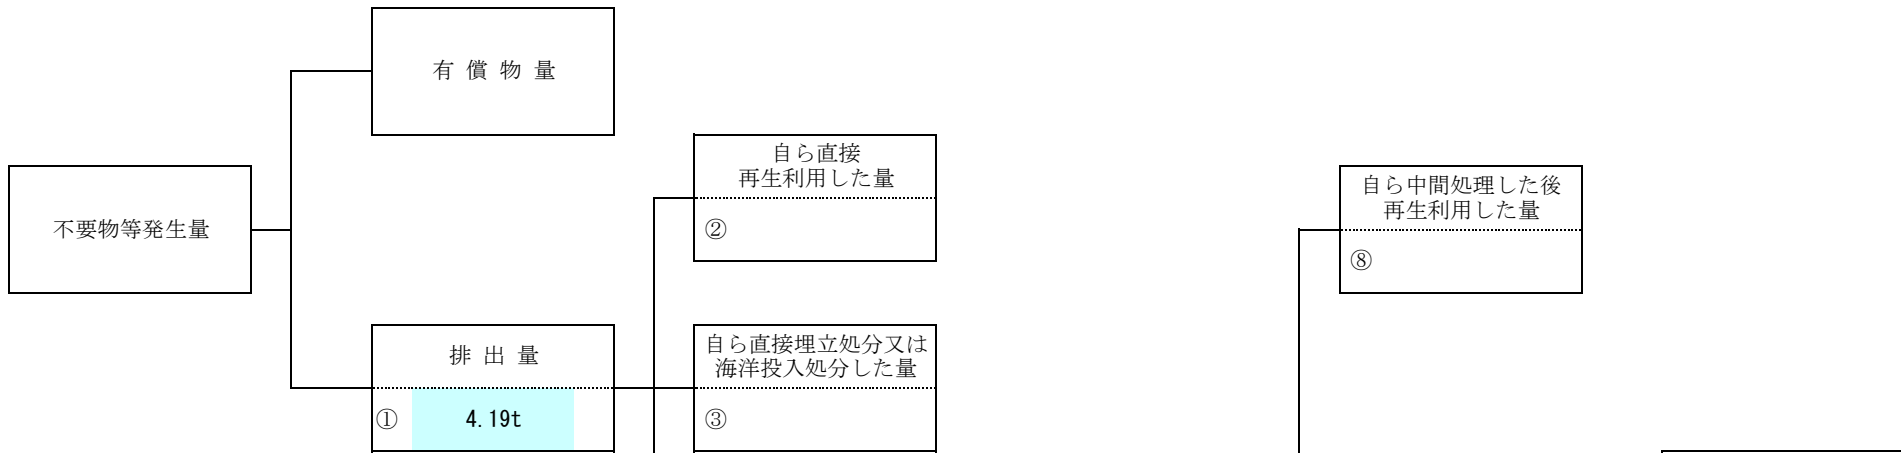 有 償 物 量
自ら直接
再生利用した量
②
自ら中間処理した後
再生利用した量
⑧
不要物等発生量
排 出 量
① 4.19t
自ら直接埋立処分又は
海洋投入処分した量
③